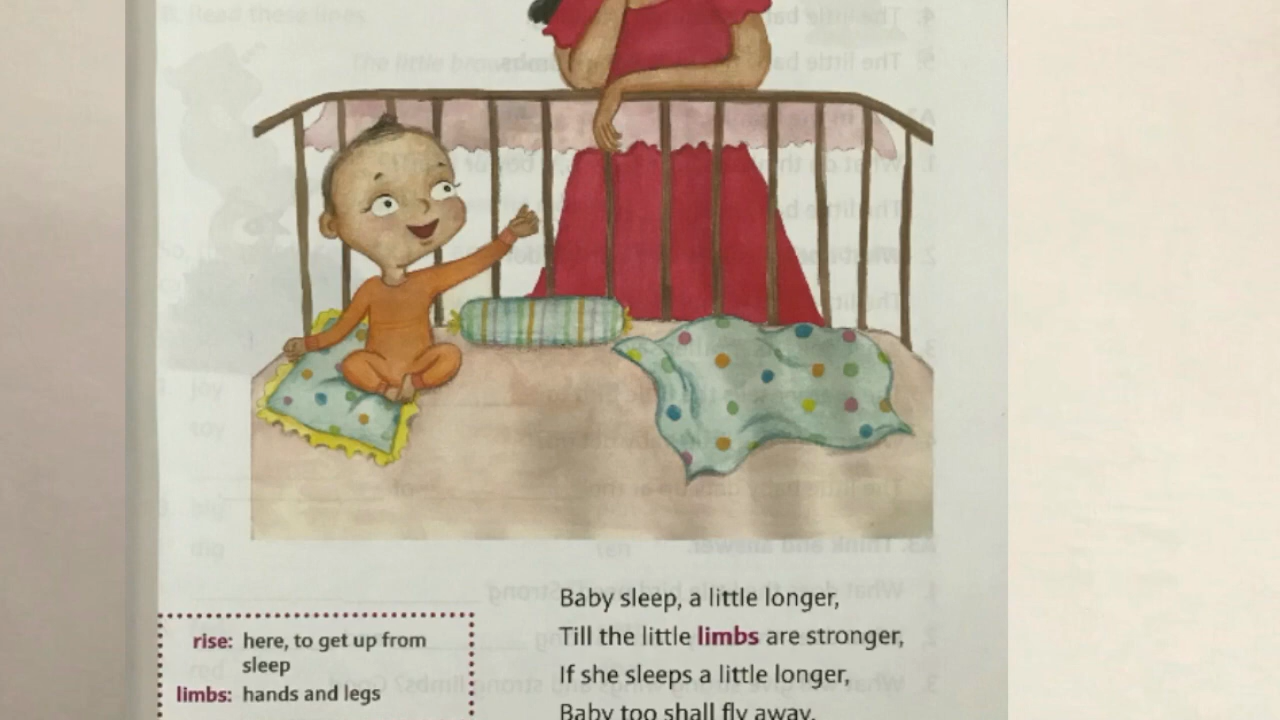 rise: here, to get up from
sleep
limbs: hands and legs
Baby sleep, a little longer,
Till the little limbs are stronger,
If she sleeps a little longer,
Baby too shall fly away.